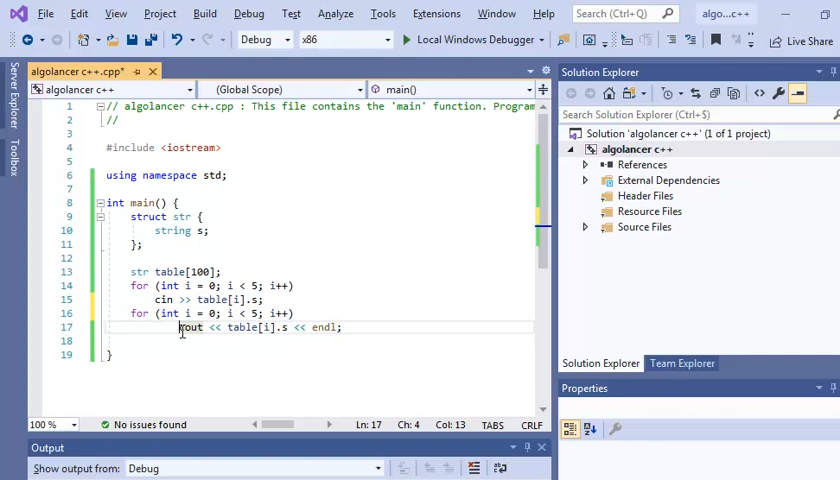 File Edit View Project Build Debug Test Analyze Tools Extensions Window Help Search (Ctrl+Q) algo...c++
Debug x86 Local Windows Debugger Live Share
Server Explorer
Toolbox
algolancer c++.cpp*
algolancer c++ (Global Scope) main()
1 // algolancer c++.cpp : This file contains the 'main' function. Program
2 //
3
4 #include <iostream>
5
6 using namespace std;
7
8 int main() {
9 struct str {
10 string s;
11 };
12
13 str table[100];
14 for (int i = 0; i < 5; i++)
15 cin >> table[i].s;
16 for (int i = 0; i < 5; i++)
17 cout << table[i].s << endl;
18
19 }
100 % No issues found Ln: 17 Ch: 4 Col: 13 TABS CRLF
Output
Show output from: Debug
Solution Explorer
Search Solution Explorer (Ctrl+$)
Solution 'algolancer c++' (1 of 1 project)
algolancer c++
References
External Dependencies
Header Files
Resource Files
Source Files
Solution Explorer Team Explorer
Properties